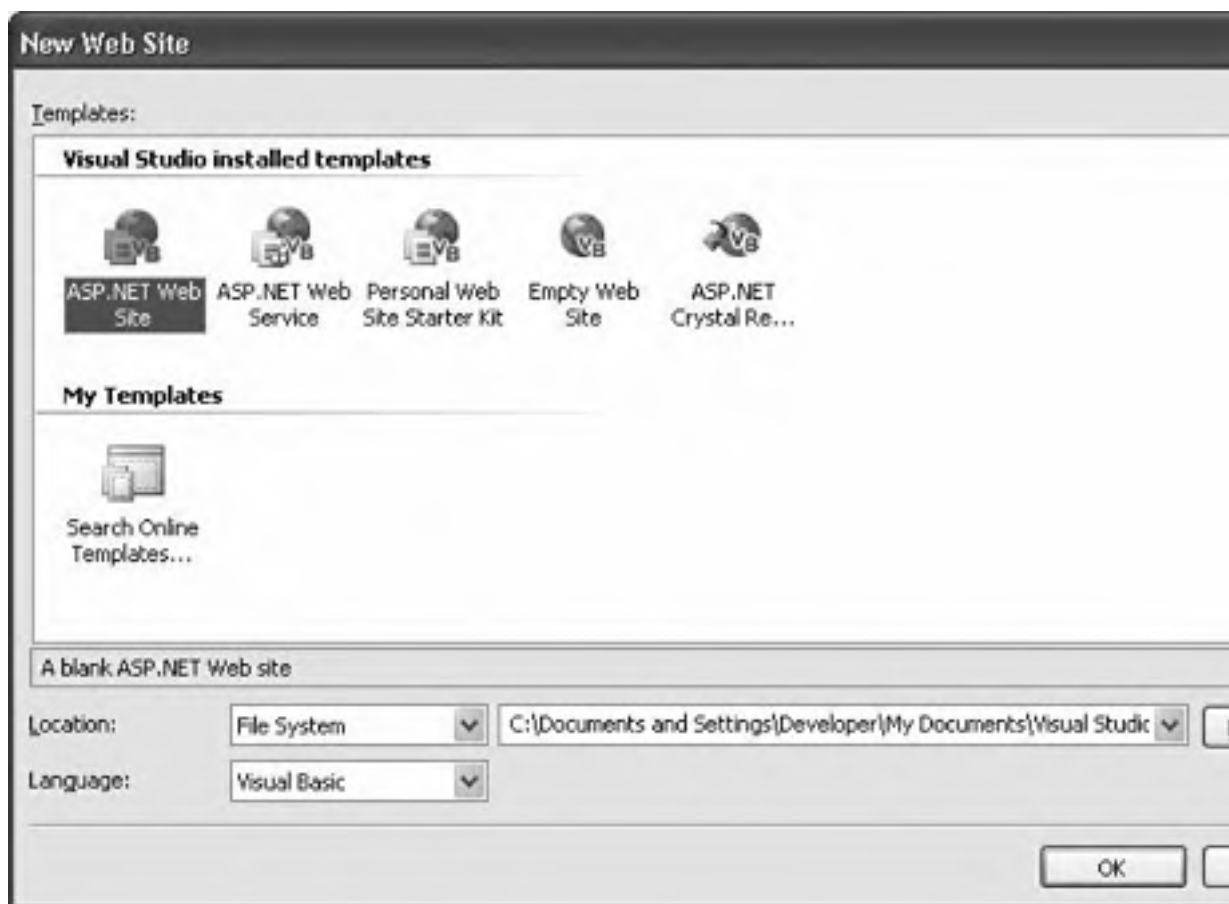 New Web Site
Templates:
Visual Studio installed templates
ASP.NET Web Site
ASP.NET Web Service
Personal Web Site Starter Kit
Empty Web Site
ASP.NET Crystal Re...
My Templates
Search Online Templates...
A blank ASP.NET Web site
Location:
File System
C:\Documents and Settings\Developer\My Documents\Visual Studio
Language:
Visual Basic
OK